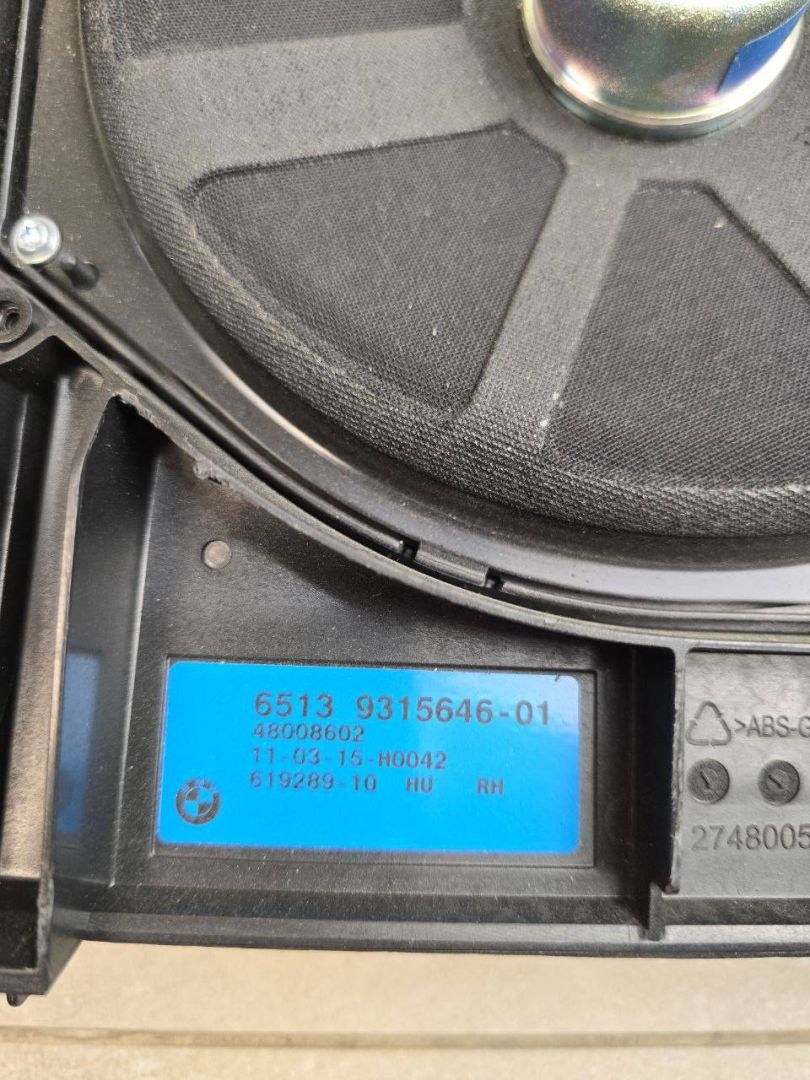 6513 9315646-01
48008602
11-03-15-H0042
619289-10 HU RH
>ABS-G
2748005